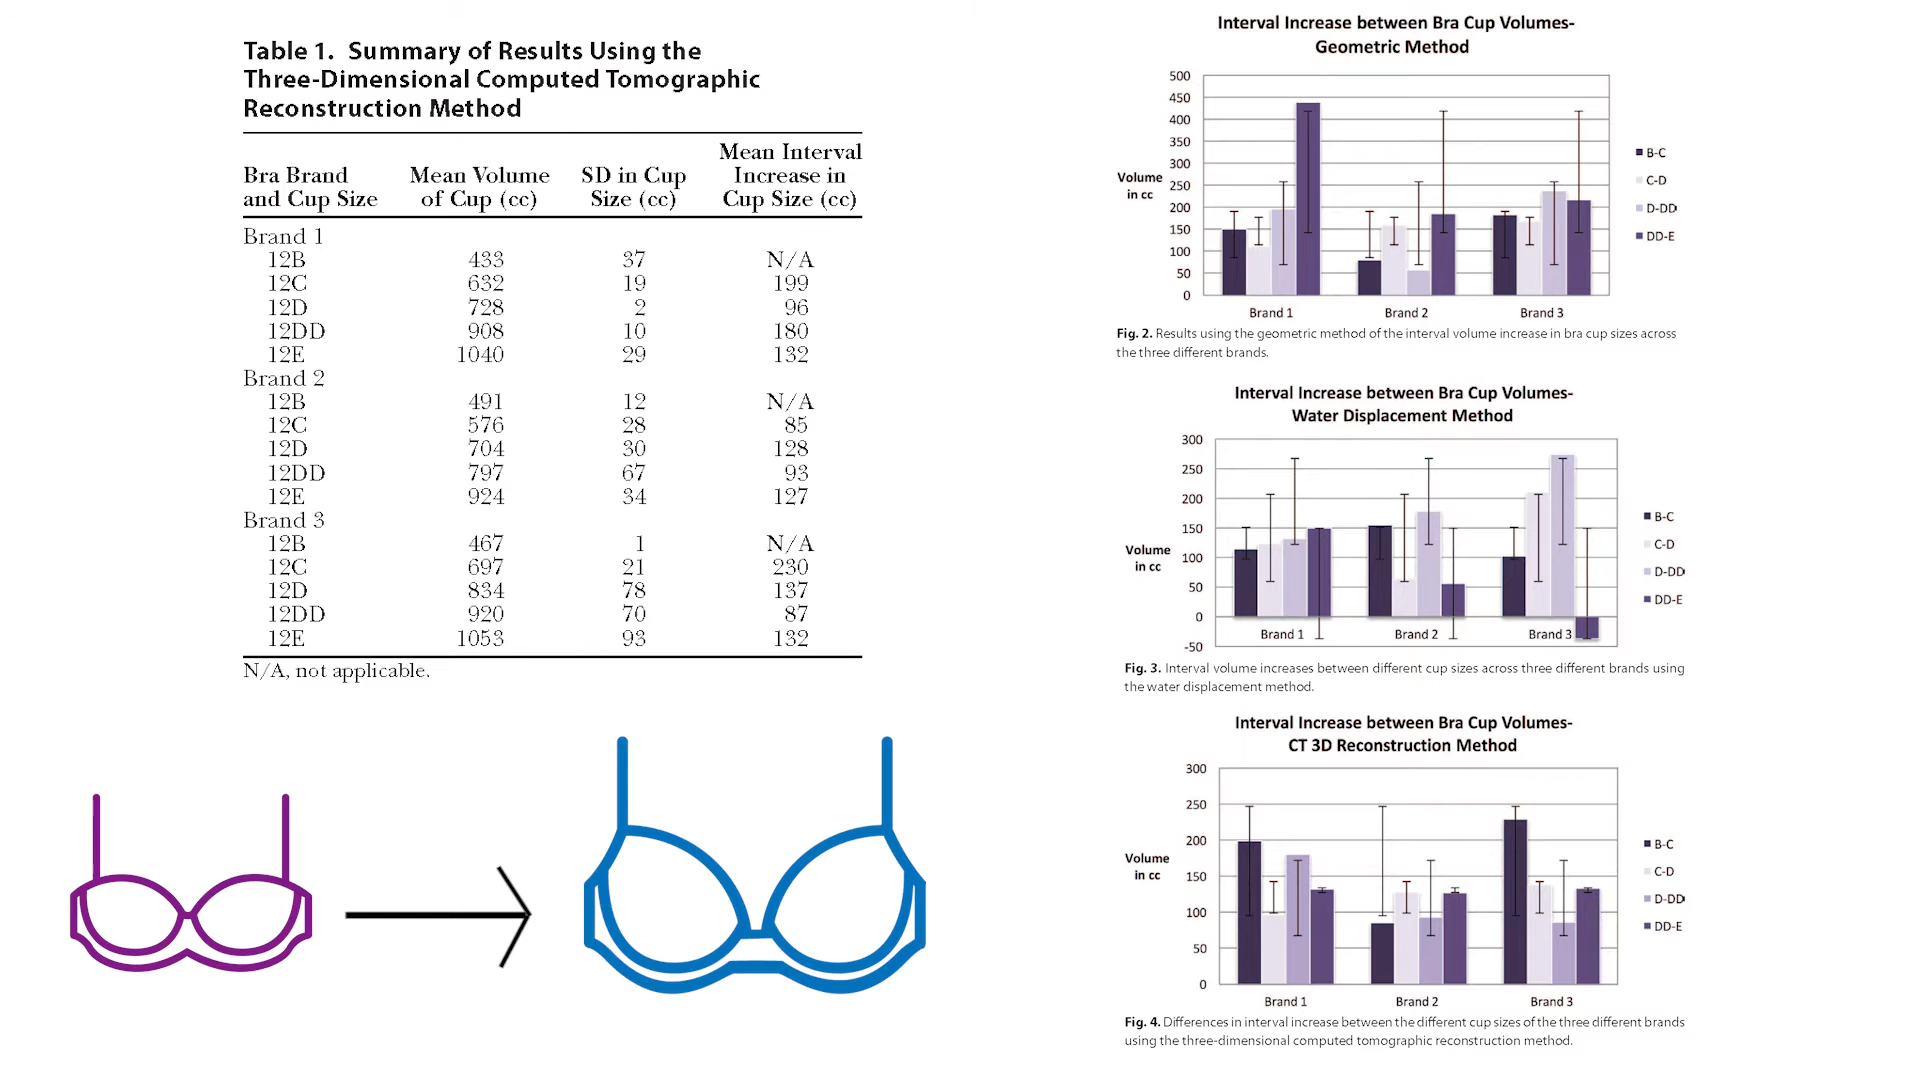 Table 1.  Summary of Results Using the
Three-Dimensional Computed Tomographic
Reconstruction Method
Bra Brand and Cup Size Mean Volume of Cup (cc) SD in Cup Size (cc) Mean Interval Increase in Cup Size (cc)
Brand 1
12B 433 37 N/A
12C 632 19 199
12D 728 2 96
12DD 908 10 180
12E 1040 29 132
Brand 2
12B 491 12 N/A
12C 576 28 85
12D 704 30 128
12DD 797 67 93
12E 924 34 127
Brand 3
12B 467 1 N/A
12C 697 21 230
12D 834 78 137
12DD 920 70 87
12E 1053 93 132
N/A, not applicable.
Interval Increase between Bra Cup Volumes-
Geometric Method
500
450
400
350
300
250
200
150
100
50
0
Volume
in cc
Brand 1 Brand 2 Brand 3
B-C
C-D
D-DD
DD-E
Fig. 2. Results using the geometric method of the interval volume increase in bra cup sizes across
the three different brands.
Interval Increase between Bra Cup Volumes-
Water Displacement Method
300
250
200
150
100
50
0
-50
Volume
in cc
Brand 1 Brand 2 Brand 3
B-C
C-D
D-DD
DD-E
Fig. 3. Interval volume increases between different cup sizes across three different brands using
the water displacement method.
Interval Increase between Bra Cup Volumes-
CT 3D Reconstruction Method
300
250
200
150
100
50
0
Volume
in cc
Brand 1 Brand 2 Brand 3
B-C
C-D
D-DD
DD-E
Fig. 4. Differences in interval increase between the different cup sizes of the three different brands
using the three-dimensional computed tomographic reconstruction method.